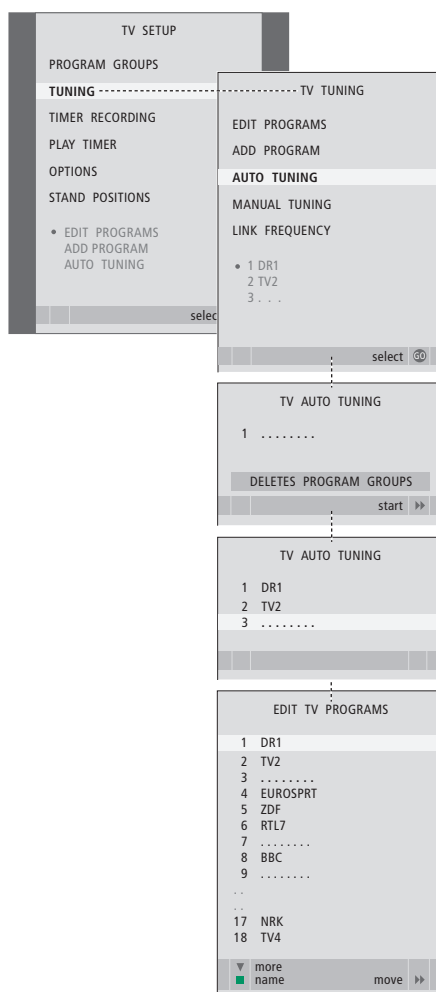 TV SETUP
PROGRAM GROUPS
TUNING
TIMER RECORDING
PLAY TIMER
OPTIONS
STAND POSITIONS
• EDIT PROGRAMS
ADD PROGRAM
AUTO TUNING
selec
TV TUNING
EDIT PROGRAMS
ADD PROGRAM
AUTO TUNING
MANUAL TUNING
LINK FREQUENCY
• 1 DR1
2 TV2
3 . . .
select GO
TV AUTO TUNING
1 ........
DELETES PROGRAM GROUPS
start
TV AUTO TUNING
1 DR1
2 TV2
3 ........
EDIT TV PROGRAMS
1 DR1
2 TV2
3 ........
4 EUROSPRT
5 ZDF
6 RTL7
7 ........
8 BBC
9 ........
. .
. .
17 NRK
18 TV4
more
name move